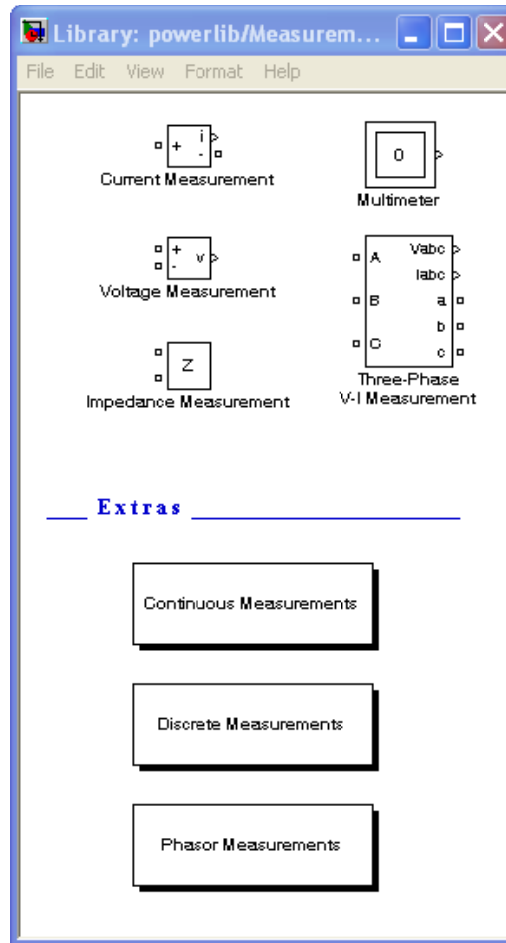 Library: powerlib/Measurem...
File Edit View Format Help
+ i -
Current Measurement
0
Multimeter
+ v -
Voltage Measurement
A Vabc
Iabc
B a
b
C c
Three-Phase
V-I Measurement
Z
Impedance Measurement
Extras
Continuous Measurements
Discrete Measurements
Phasor Measurements